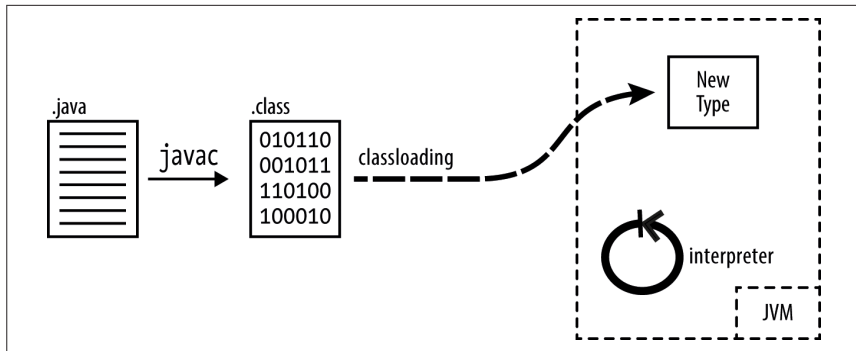 .java
javac
.class
010110
001011
110100
100010
classloading
New
Type
interpreter
JVM